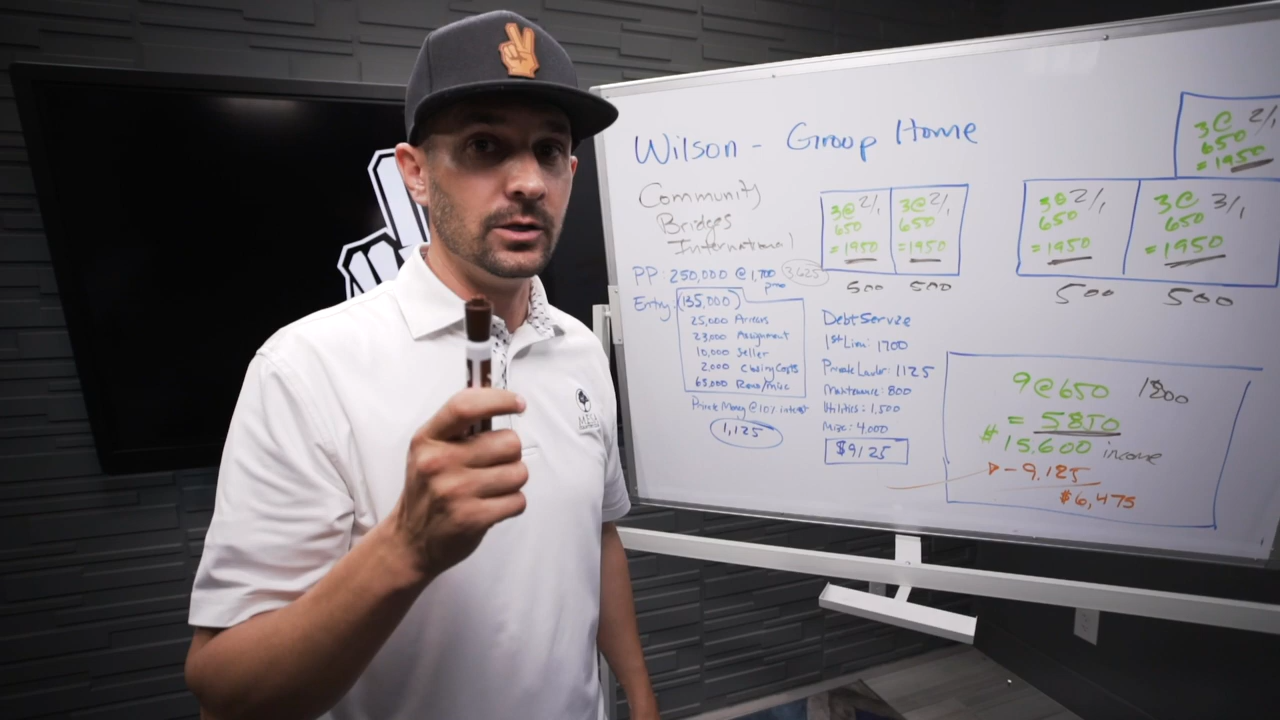 Wilson - Group Home
Community
Bridges
International
PP: 250,000 @ 1,700
3,625
Entry: (135,000)
25,000 Arrears
23,000 Assignment
10,000 Seller
2,000 Closing Costs
65,000 Reno/Misc
Private Money @ 10% interest
1,125
3@ 2/1
650
= 1950
3@ 2/1
650
= 1950
500 500
Debt Service
1st Lien: 1700
Private Lender: 1125
Maintenance: 800
Utilities: 1,500
Misc: 4,000
$9125
3@ 2/1
650
= 1950
3@ 2/1
650
= 1950
3@ 3/1
650
= 1950
500 500
9@650 1800
= 5850
$15,600 income
- 9,125
$6,475
MESA